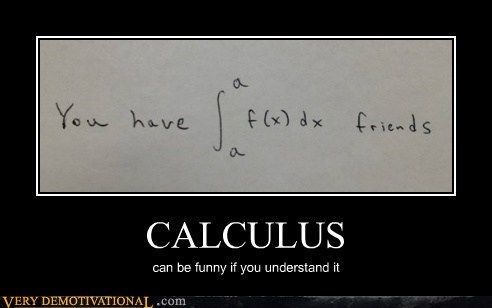 You have ∫ₐᵃ f(x) dx friends
CALCULUS
can be funny if you understand it
VERY DEMOTIVATIONAL.com